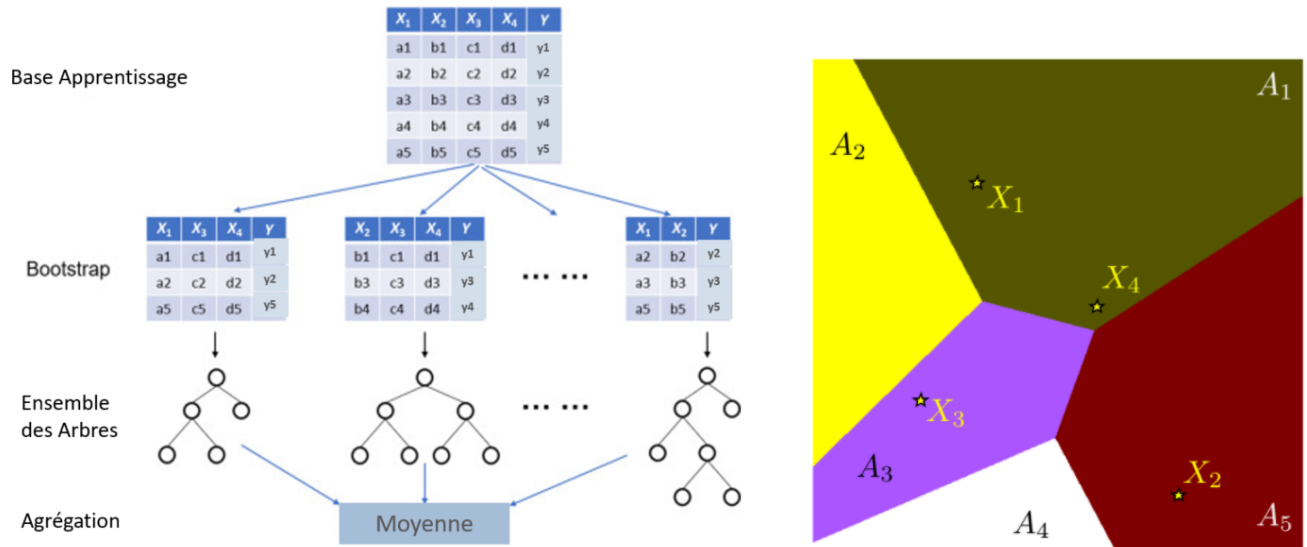 X1 X2 X3 X4 Y
a1 b1 c1 d1 y1
a2 b2 c2 d2 y2
a3 b3 c3 d3 y3
a4 b4 c4 d4 y4
a5 b5 c5 d5 y5
Base Apprentissage
X1 X3 X4 Y
a1 c1 d1 y1
a2 c2 d2 y2
a5 c5 d5 y5
X2 X3 X4 Y
b1 c1 d1 y1
b3 c3 d3 y3
b4 c4 d4 y4
... ...
X1 X2 Y
a2 b2 y2
a3 b3 y3
a5 b5 y5
Bootstrap
Ensemble
des Arbres
... ...
Agrégation
Moyenne
A1
A2
X1
X4
X3
A3
X2
A4
A5